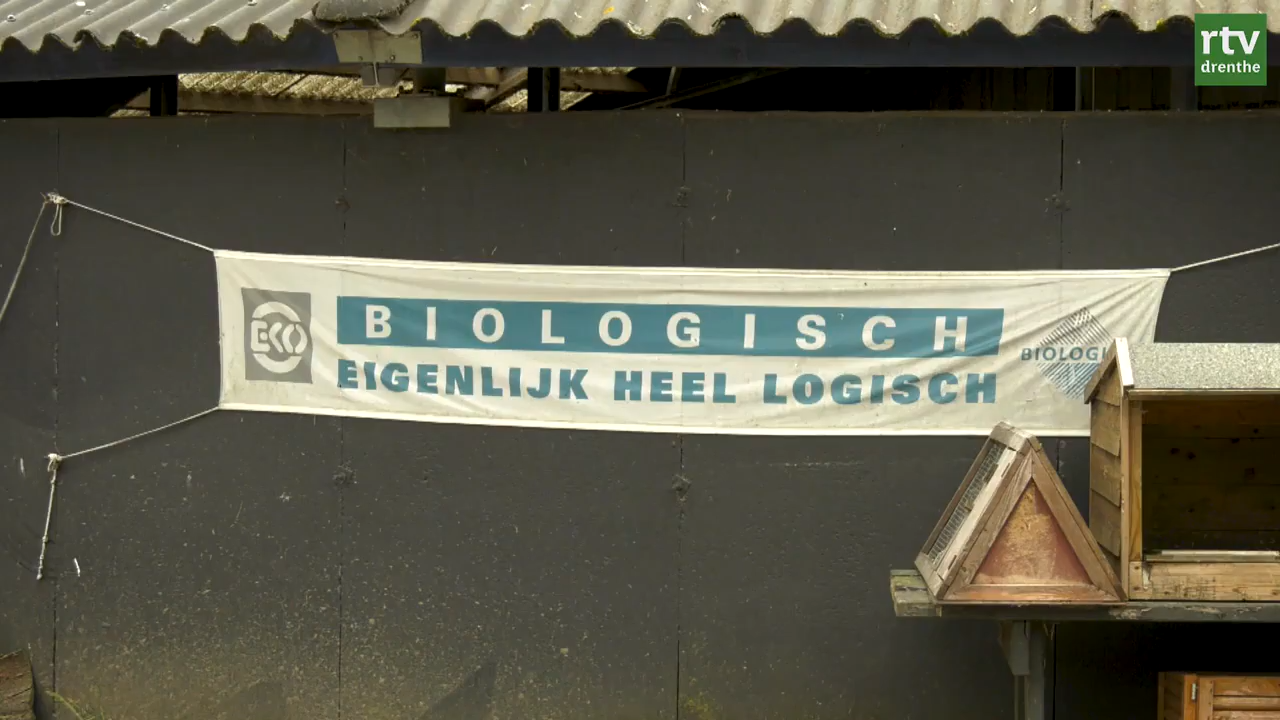 rtv
drenthe
EKO
BIOLOGISCH
EIGENLIJK HEEL LOGISCH
BIOLOGI